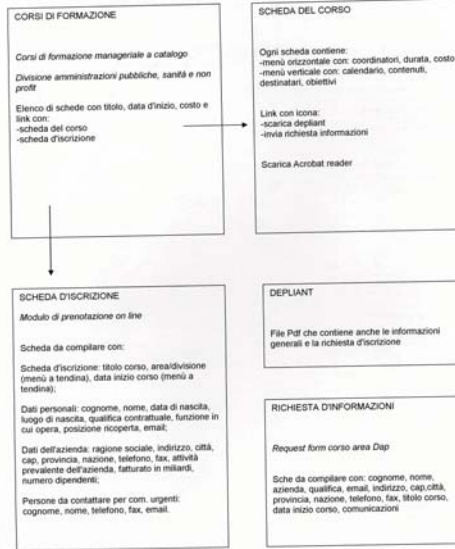 CORSI DI FORMAZIONE
Corsi di formazione manageriale a catalogo
Divisione amministrazioni pubbliche, sanità e non
profit
Elenco di schede con titolo, data d'inizio, costo e
link con:
-scheda del corso
-scheda d'iscrizione
SCHEDA DEL CORSO
Ogni scheda contiene:
-menù orizzontale con: coordinatori, durata, costo
-menù verticale con: calendario, contenuti,
destinatari, obiettivi
Link con icona:
-scarica depliant
-invia richiesta informazioni
Scarica Acrobat reader
SCHEDA D'ISCRIZIONE
Modulo di prenotazione on line
Scheda da compilare con:
Scheda d'iscrizione: titolo corso, area/divisione
(menù a tendina), data inizio corso (menù a
tendina);
Dati personali: cognome, nome, data di nascita,
luogo di nascita, qualifica contrattuale, funzione in
cui opera, posizione ricoperta, email;
Dati dell'azienda: ragione sociale, indirizzo, città,
cap, provincia, nazione, telefono, fax, attività
prevalente dell'azienda, fatturato in miliardi,
numero dipendenti;
Persone da contattare per com. urgenti:
cognome, nome, telefono, fax, email.
DEPLIANT
File Pdf che contiene anche le informazioni
generali e la richiesta d'iscrizione
RICHIESTA D'INFORMAZIONI
Request form corso area Dap
Sche da compilare con: cognome, nome,
azienda, qualifica, email, indirizzo, cap,città,
provincia, nazione, telefono, fax, titolo corso,
data inizio corso, comunicazioni